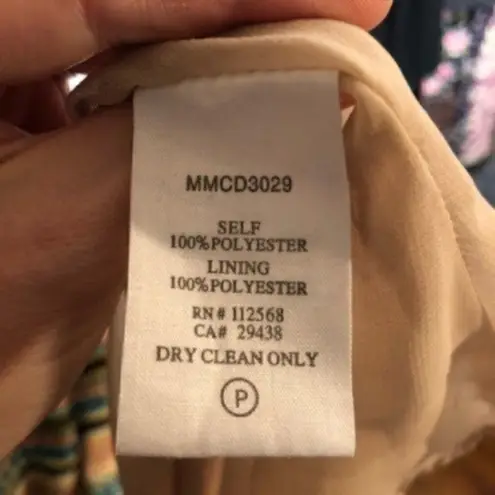 MMCD3029
SELF
100%POLYESTER
LINING
100%POLYESTER
RN# 112568
CA# 29438
DRY CLEAN ONLY
P